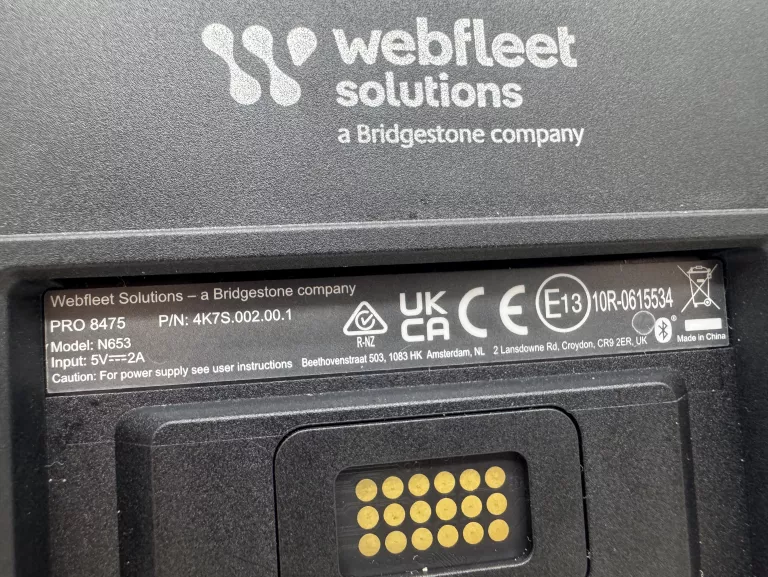 webfleet
solutions
a Bridgestone company
Webfleet Solutions – a Bridgestone company
PRO 8475 P/N: 4K7S.002.00.1
Model: N653
Input: 5V⎓2A
Caution: For power supply see user instructions
R-NZ
UK
CA
CE
E13
10R-0615534
Beethovenstraat 503, 1083 HK Amsterdam, NL 2 Lansdowne Rd, Croydon, CR9 2ER, UK
Made in China